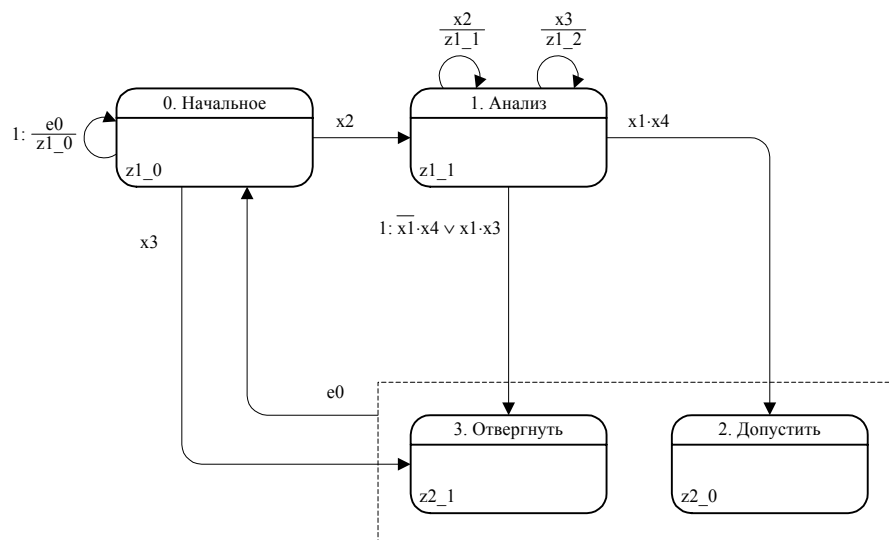 x2
z1_1
x3
z1_2
0. Начальное
1. Анализ
1: e0
z1_0
x2
x1·x4
z1_0
z1_1
x3
1: x̅1̅·x4 ∨ x1·x3
e0
3. Отвергнуть
2. Допустить
z2_1
z2_0